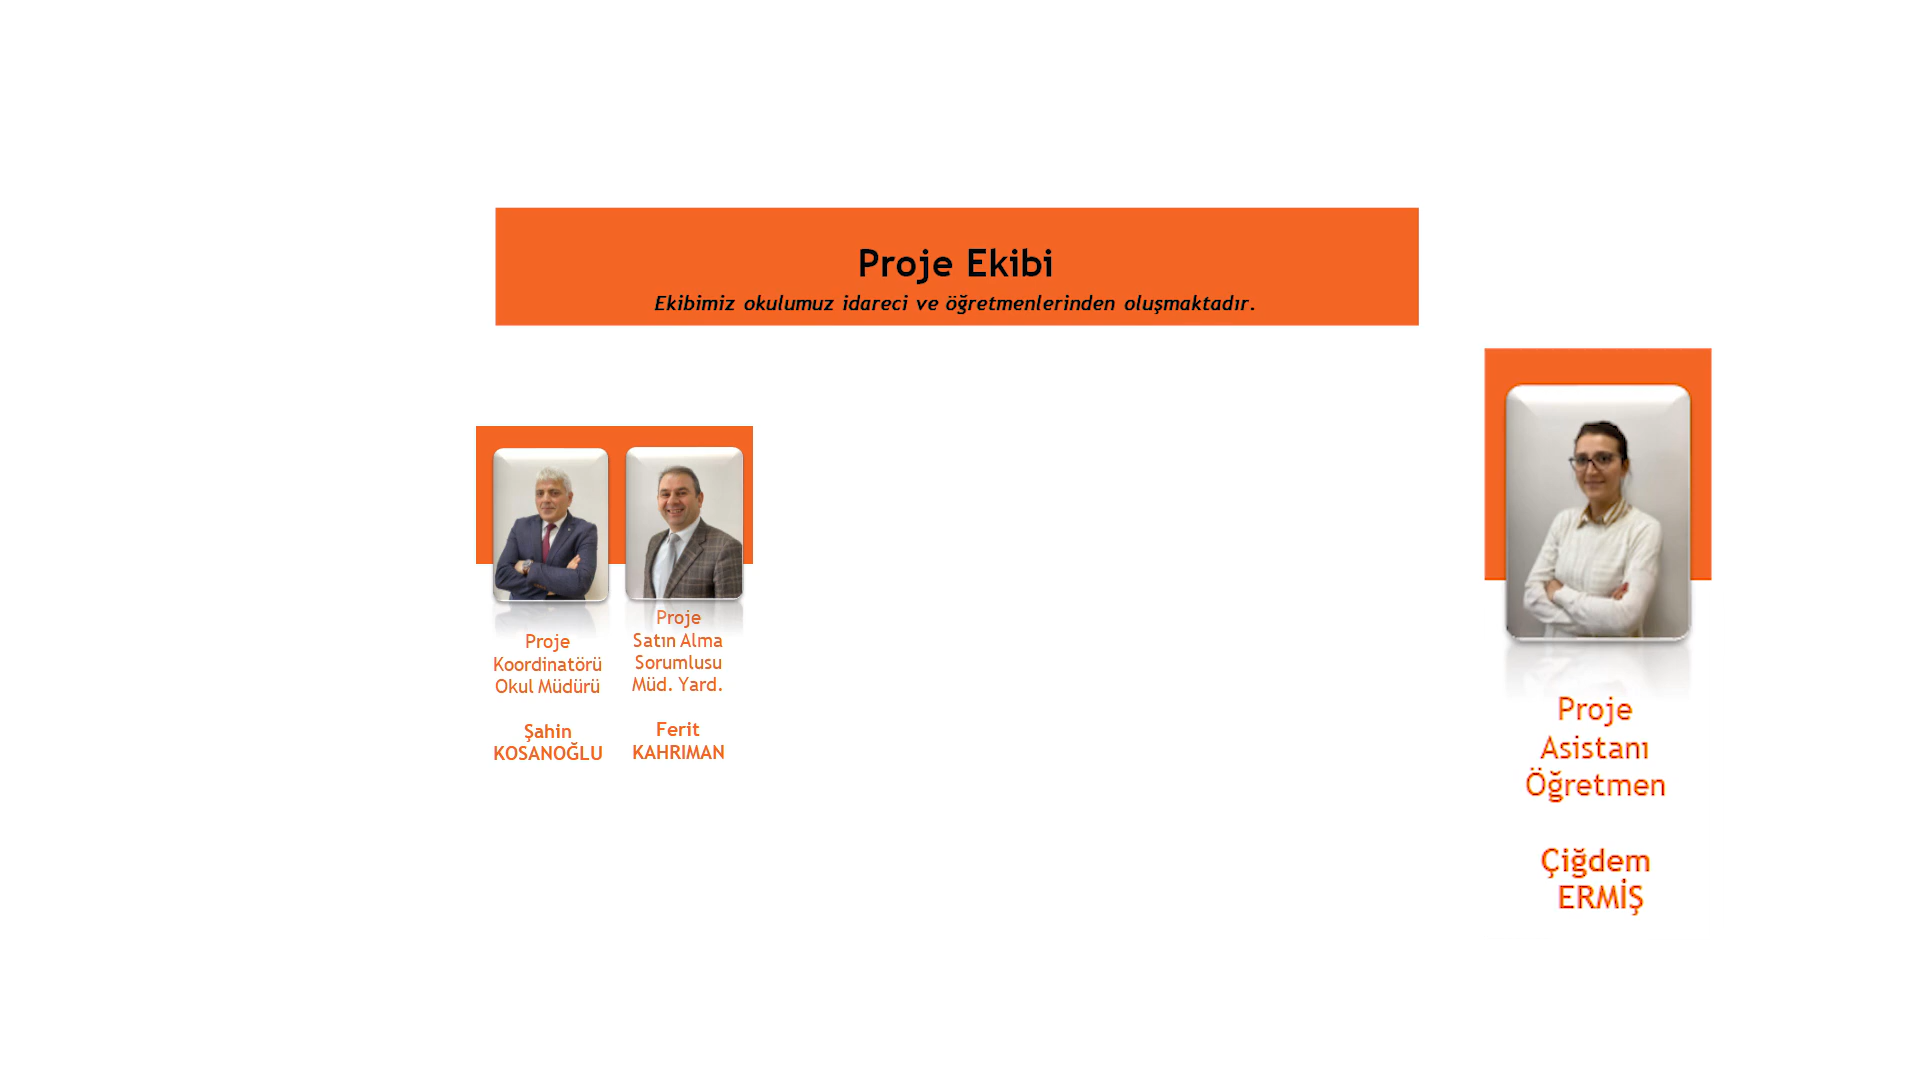 Proje Ekibi
Ekibimiz okulumuz idareci ve öğretmenlerinden oluşmaktadır.
Proje
Koordinatörü
Okul Müdürü
Şahin
KOSANOĞLU
Proje
Satın Alma
Sorumlusu
Müd. Yard.
Ferit
KAHRIMAN
Proje
Asistanı
Öğretmen
Çiğdem
ERMİŞ